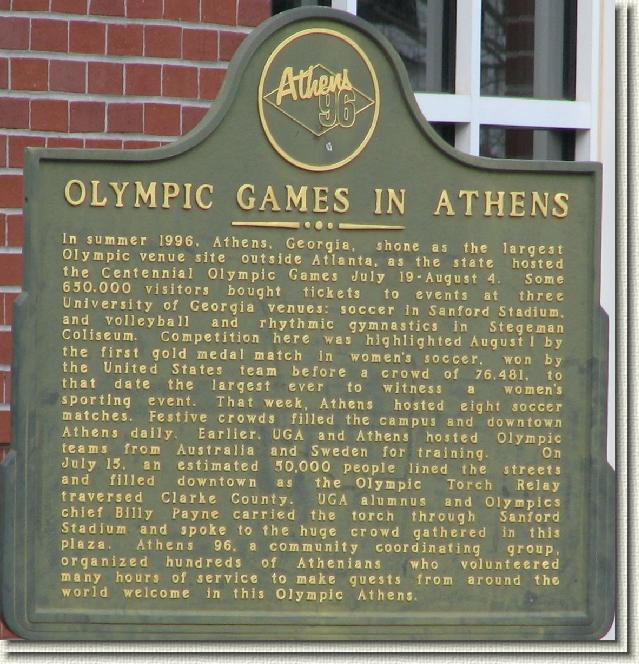 Athens
96
G
OLYMPIC GAMES IN ATHENS
In summer 1996, Athens, Georgia, shone as the largest
Olympic venue site outside Atlanta, as the state hosted
the Centennial Olympic Games July 19-August 4. Some
650,000 visitors bought tickets to events at three
University of Georgia venues: soccer in Sanford Stadium,
and volleyball and rhythmic gymnastics in Stegeman
Coliseum. Competition here was highlighted August 1 by
the first gold medal match in women's soccer, won by
the United States team before a crowd of 76,481, to
that date the largest ever to witness a women's
sporting event. That week, Athens hosted eight soccer
matches. Festive crowds filled the campus and downtown
Athens daily. Earlier, UGA and Athens hosted Olympic
teams from Australia and Sweden for training. On
July 15, an estimated 50,000 people lined the streets
and filled downtown as the Olympic Torch Relay
traversed Clarke County. UGA alumnus and Olympics
chief Billy Payne carried the torch through Sanford
Stadium and spoke to the huge crowd gathered in this
plaza. Athens 96, a community coordinating group,
organized hundreds of Athenians who volunteered
many hours of service to make guests from around the
world welcome in this Olympic Athens.